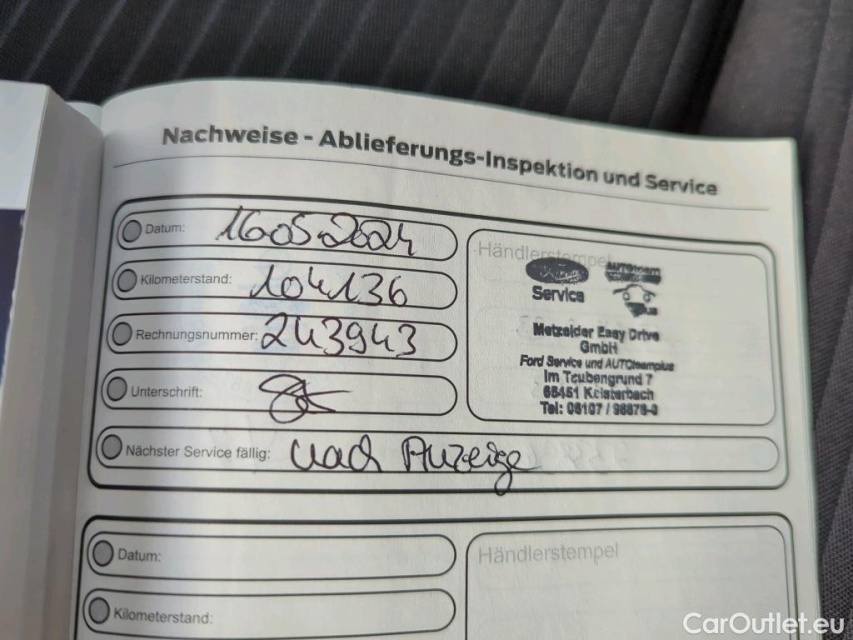 Nachweise - Ablieferungs-Inspektion und Service
Datum: 16.05.2024
Kilometerstand: 104136
Rechnungsnummer: 243943
Unterschrift:
Nächster Service fällig: nach Anzeige
Händlerstempel
Service
Metzelder Easy Drive
GmbH
Ford Service und AUTOteamplus
Im Taubengrund 7
65451 Kelsterbach
Tel: 06107 / 98878-0
Datum:
Händlerstempel
Kilometerstand:
CarOutlet.eu